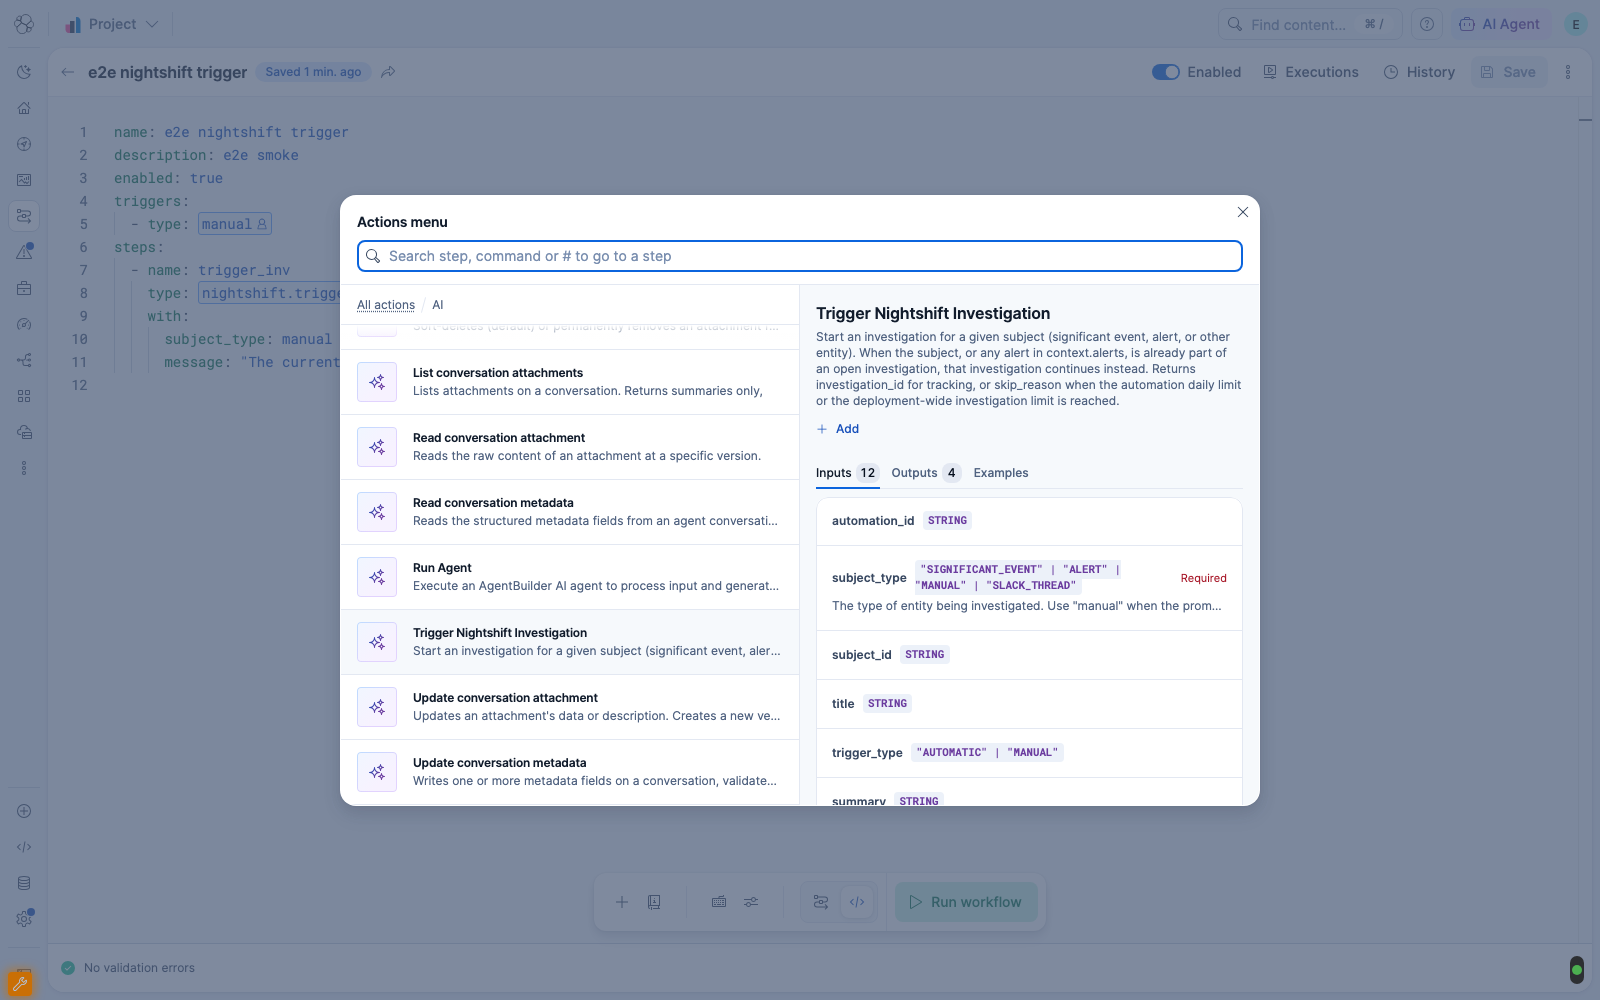 Project
Find content...
⌘ /
AI Agent
E
e2e nightshift trigger
Saved 1 min. ago
Enabled
Executions
History
Save
1 name: e2e nightshift trigger
2 description: e2e smoke
3 enabled: true
4 triggers:
5 - type: manual
6 steps:
7 - name: trigger_inv
8 type: nightshift.trigge
9 with:
10 subject_type: manual
11 message: "The current
12
Actions menu
Search step, command or # to go to a step
All actions / AI
List conversation attachments
Lists attachments on a conversation. Returns summaries only,
Read conversation attachment
Reads the raw content of an attachment at a specific version.
Read conversation metadata
Reads the structured metadata fields from an agent conversati...
Run Agent
Execute an AgentBuilder AI agent to process input and generat...
Trigger Nightshift Investigation
Start an investigation for a given subject (significant event, aler...
Update conversation attachment
Updates an attachment's data or description. Creates a new ve...
Update conversation metadata
Writes one or more metadata fields on a conversation, validate...
Trigger Nightshift Investigation
Start an investigation for a given subject (significant event, alert, or other
entity). When the subject, or any alert in context.alerts, is already part of
an open investigation, that investigation continues instead. Returns
investigation_id for tracking, or skip_reason when the automation daily limit
or the deployment-wide investigation limit is reached.
Add
Inputs 12 Outputs 4 Examples
automation_id STRING
subject_type "SIGNIFICANT_EVENT" | "ALERT" |
"MANUAL" | "SLACK_THREAD"
Required
The type of entity being investigated. Use "manual" when the prom...
subject_id STRING
title STRING
trigger_type "AUTOMATIC" | "MANUAL"
summary STRING
Run workflow
No validation errors